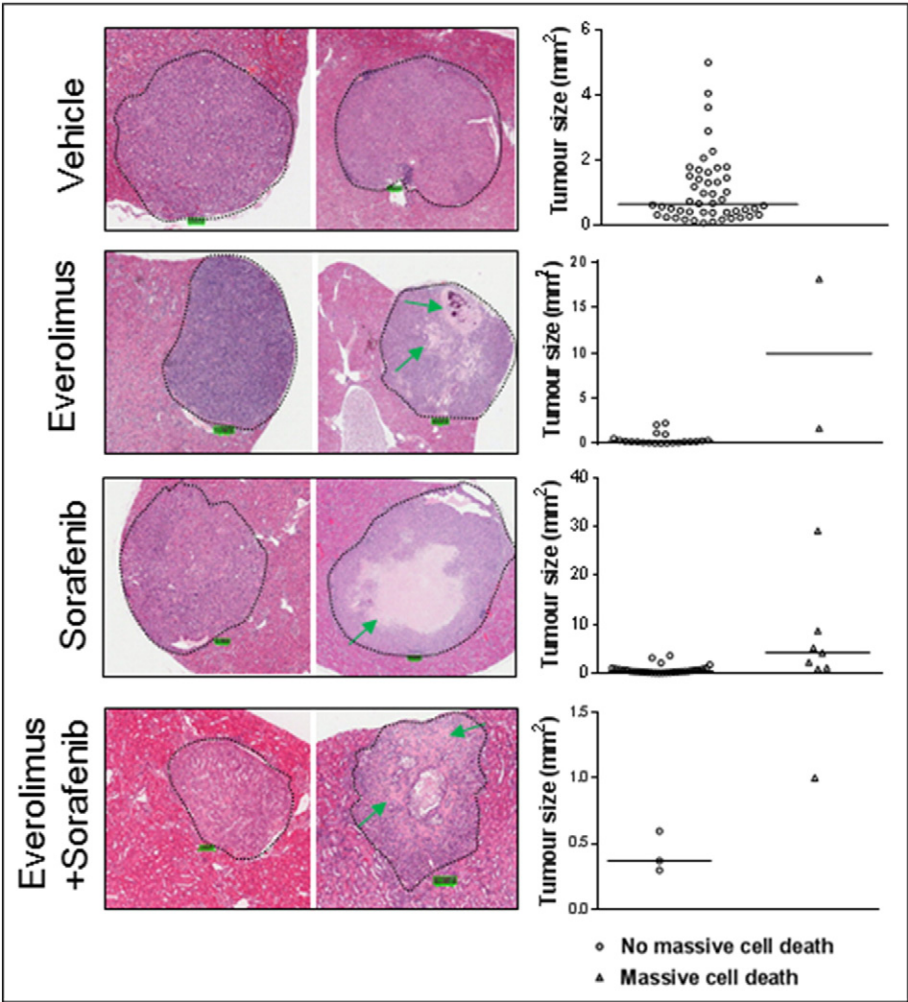 Vehicle
Tumour size (mm²)
6
4
2
0
Everolimus
Tumour size (mm²)
20
15
10
5
0
Sorafenib
Tumour size (mm²)
40
30
20
10
0
Everolimus
+Sorafenib
Tumour size (mm²)
1.5
1.0
0.5
0.0
No massive cell death
Massive cell death